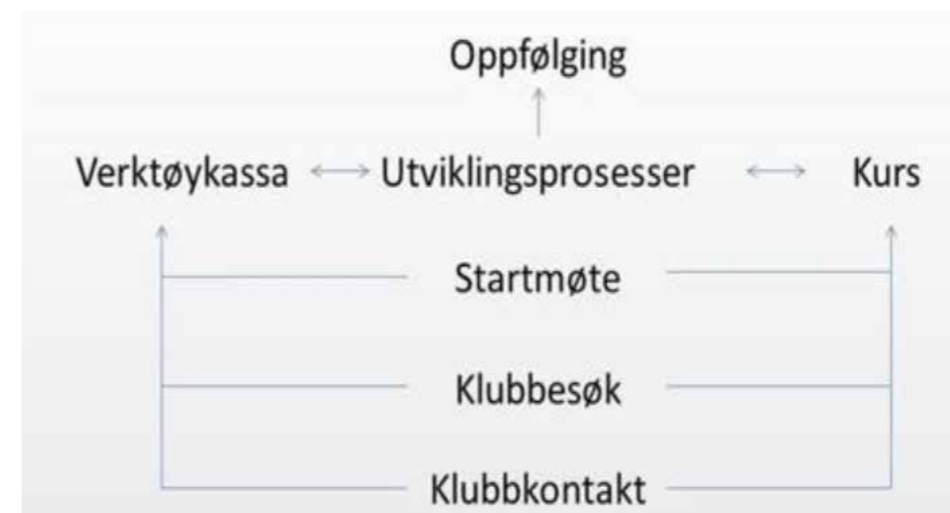 Oppfølging
Verktøykassa Utviklingsprosesser Kurs
Startmøte
Klubbesøk
Klubbkontakt